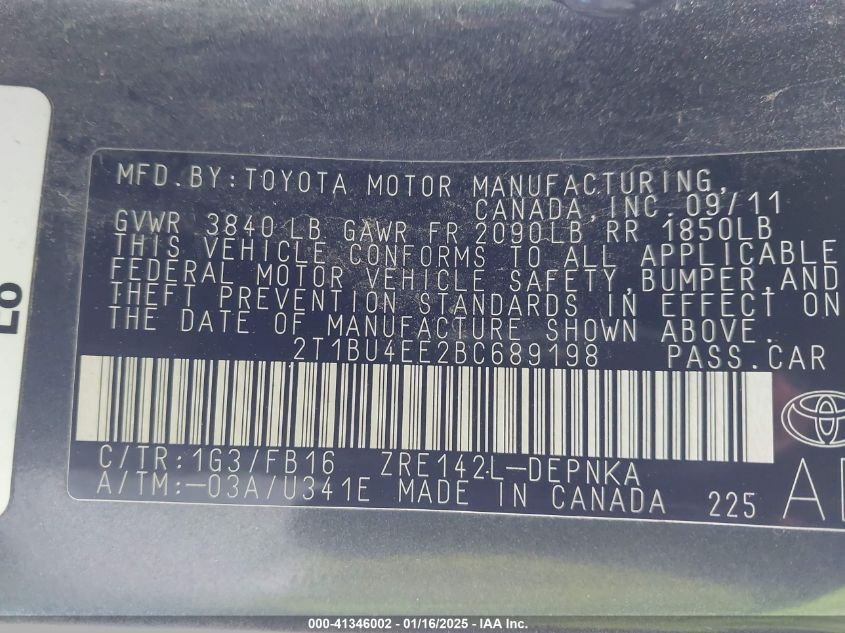 MFD.BY:TOYOTA MOTOR MANUFACTURING,
CANADA,INC.09/11
GVWR 3840 LB GAWR FR 2090LB RR 1850LB
THIS VEHICLE CONFORMS TO ALL APPLICABLE
FEDERAL MOTOR VEHICLE SAFETY,BUMPER,AND
THEFT PREVENTION STANDARDS IN EFFECT ON
THE DATE OF MANUFACTURE SHOWN ABOVE.
2T1BU4EE2BC689198 PASS.CAR
C/TR:1G3/FB16 ZRE142L-DEPNKA
A/TM:-03A/U341E MADE IN CANADA 225
000-41346002 - 01/16/2025 - IAA Inc.